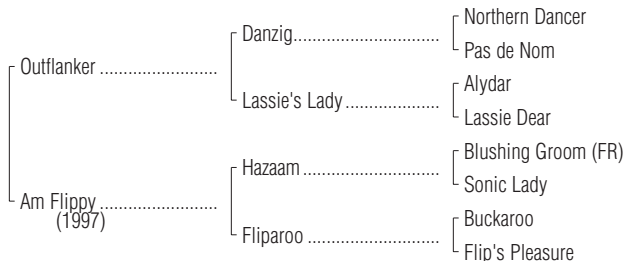 Northern Dancer
Danzig
Pas de Nom
Outflanker
Alydar
Lassie's Lady
Lassie Dear
Blushing Groom (FR)
Hazaam
Sonic Lady
Am Flippy
(1997)
Buckaroo
Fliparoo
Flip's Pleasure